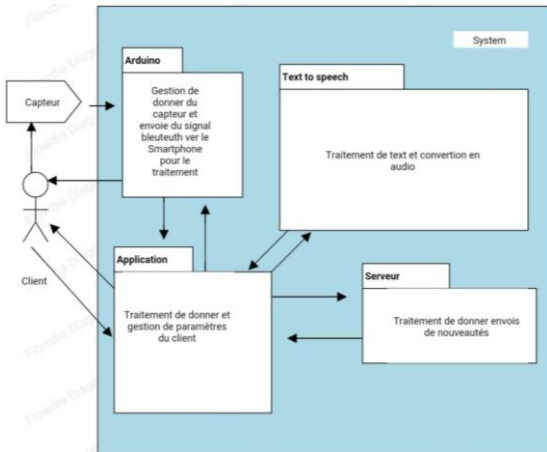 System
Arduino
Gestion de
donner du
capteur et
envoie du signal
bleuteuth ver le
Smartphone
pour le
traitement
Text to speech
Traitement de text et convertion en
audio
Capteur
Client
Application
Traitement de donner et
gestion de paramètres
du client
Serveur
Traitement de donner envois
de nouveautés